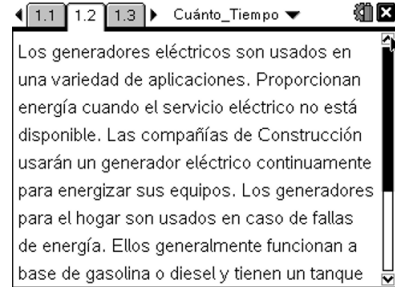 1.1 1.2 1.3 Cuánto_Tiempo
Los generadores eléctricos son usados en
una variedad de aplicaciones. Proporcionan
energía cuando el servicio eléctrico no está
disponible. Las compañías de Construcción
usarán un generador eléctrico continuamente
para energizar sus equipos. Los generadores
para el hogar son usados en caso de fallas
de energía. Ellos generalmente funcionan a
base de gasolina o diesel y tienen un tanque